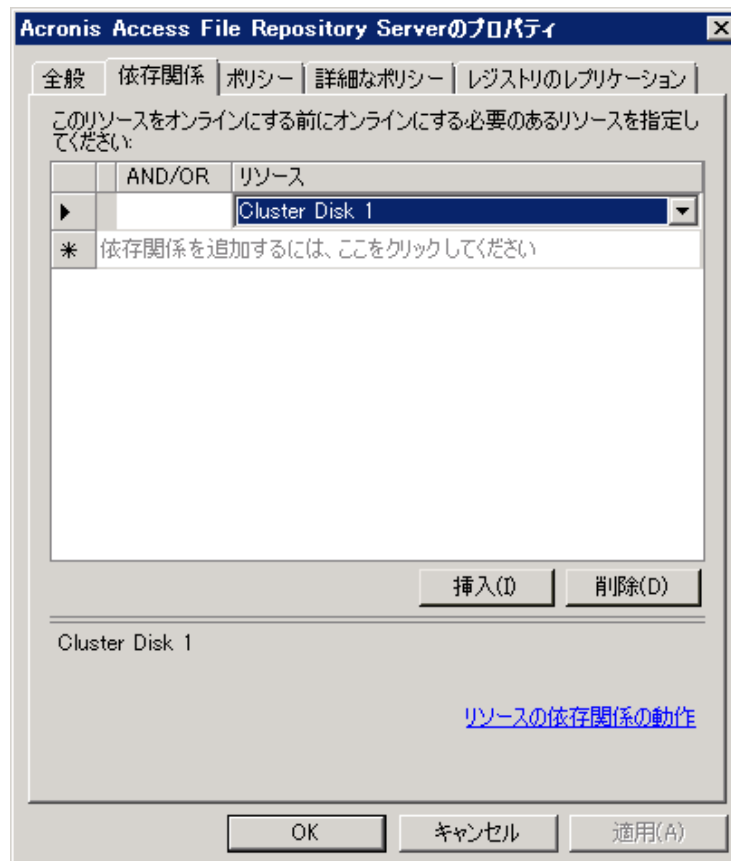 Acronis Access File Repository Serverのプロパティ
全般 依存関係 ポリシー 詳細なポリシー レジストリのレプリケーション
このリソースをオンラインにする前にオンラインにする必要のあるリソースを指定し
てください:
AND/OR リソース
Cluster Disk 1
依存関係を追加するには、ここをクリックしてください
挿入(I) 削除(D)
Cluster Disk 1
リソースの依存関係の動作
OK キャンセル 適用(A)